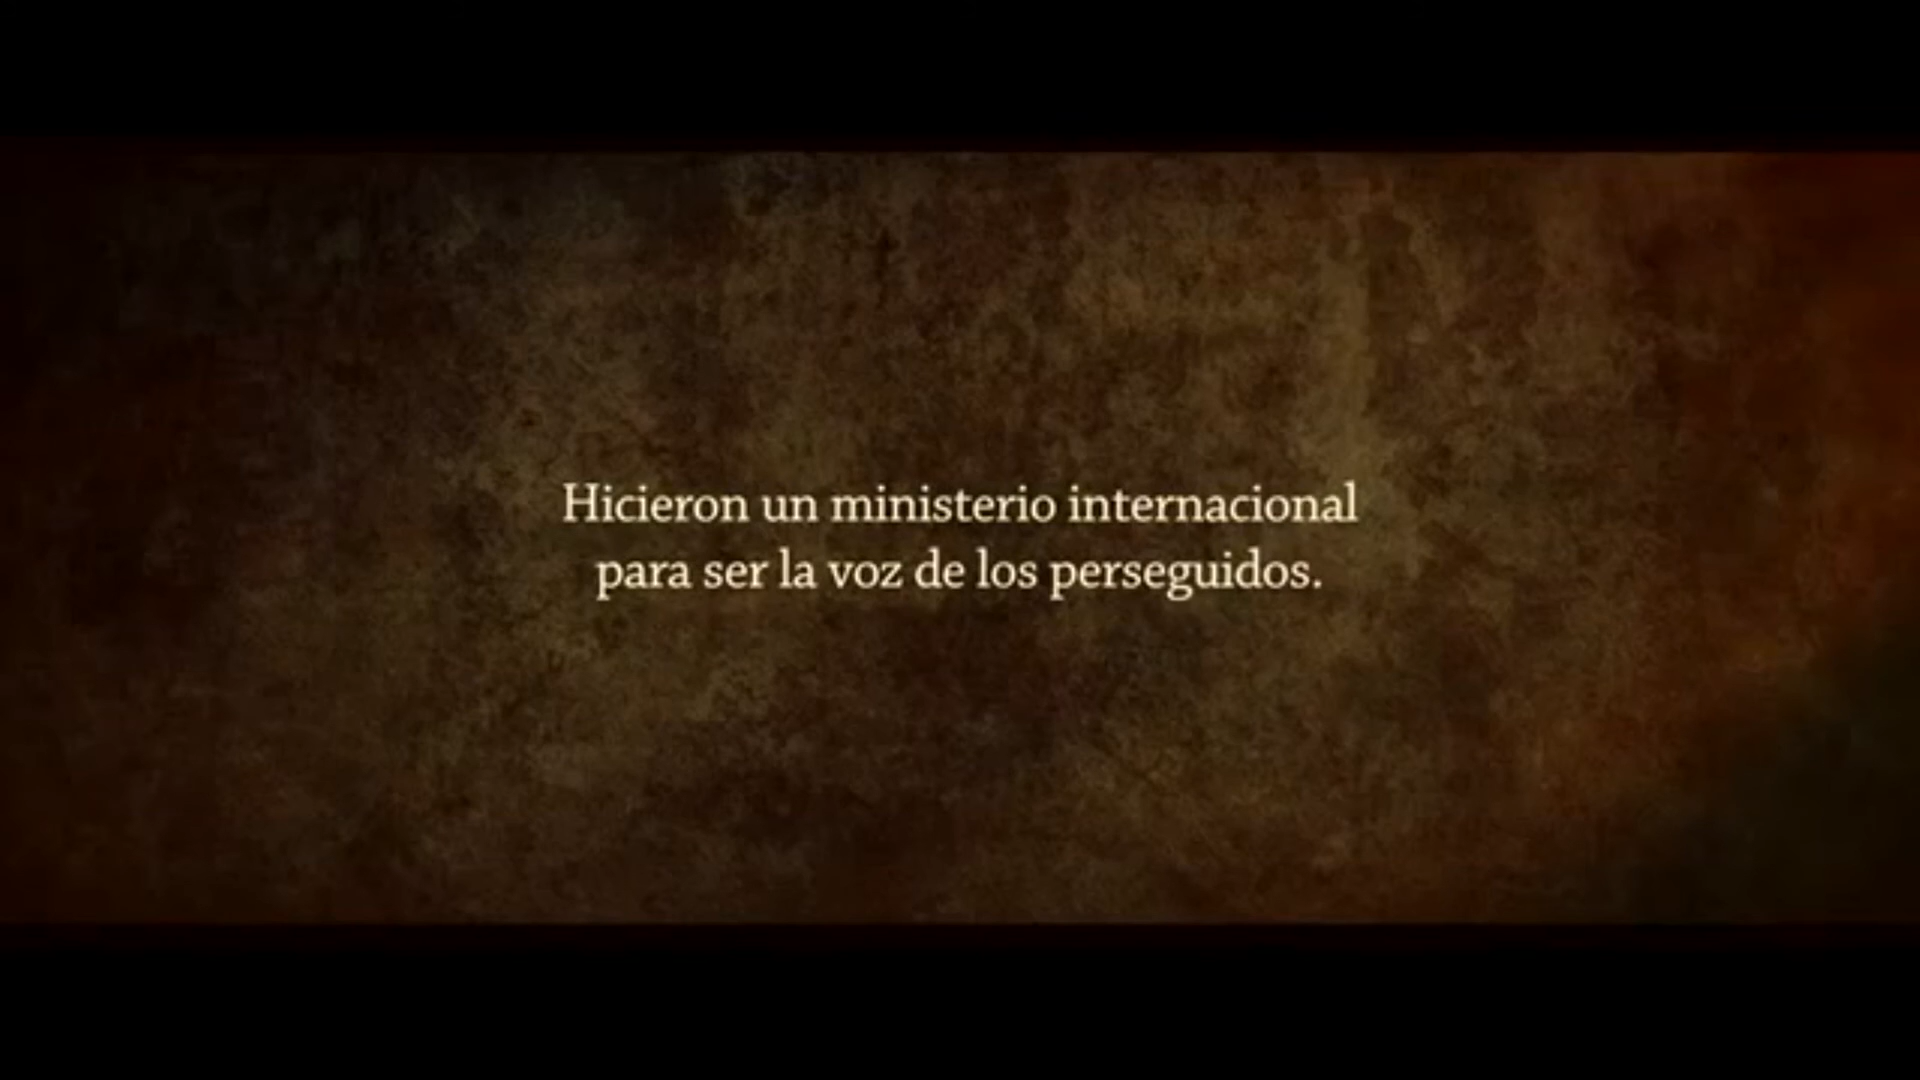 Hicieron un ministerio internacional
para ser la voz de los perseguidos.